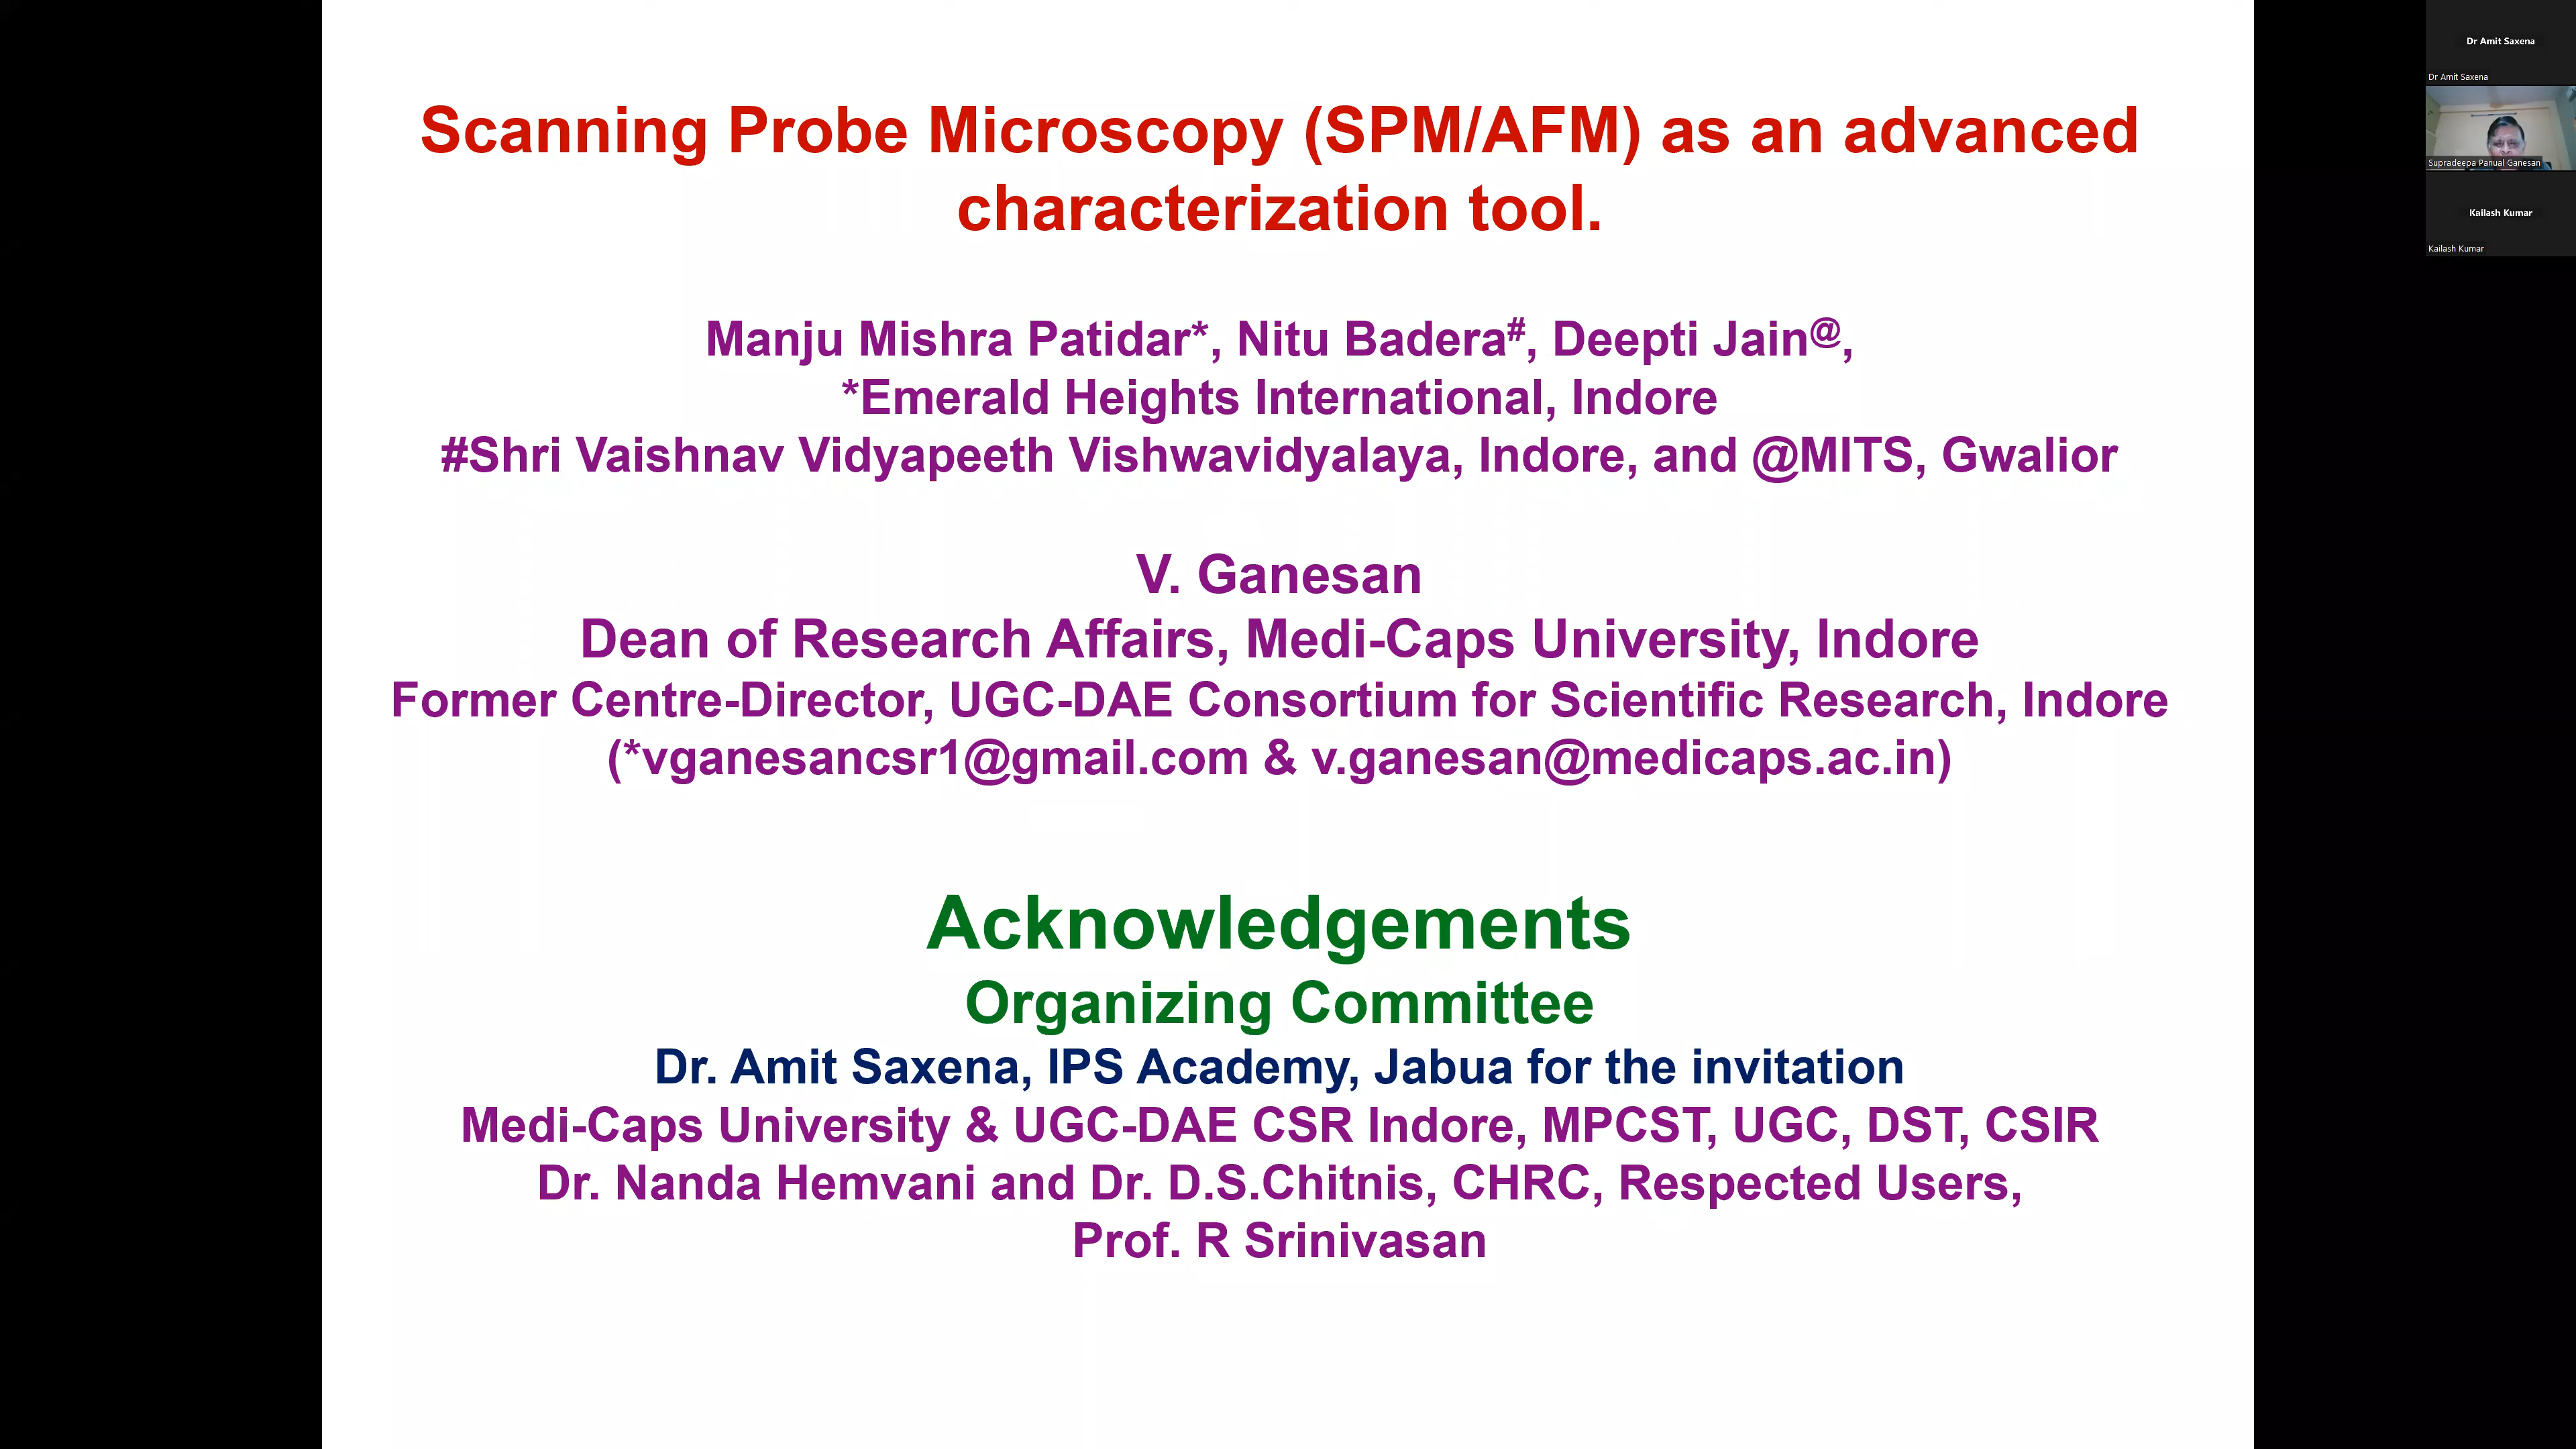 Scanning Probe Microscopy (SPM/AFM) as an advanced
characterization tool.
Manju Mishra Patidar*, Nitu Badera#, Deepti Jain@,
*Emerald Heights International, Indore
#Shri Vaishnav Vidyapeeth Vishwavidyalaya, Indore, and @MITS, Gwalior
V. Ganesan
Dean of Research Affairs, Medi-Caps University, Indore
Former Centre-Director, UGC-DAE Consortium for Scientific Research, Indore
(*vganesancsr1@gmail.com & v.ganesan@medicaps.ac.in)
Acknowledgements
Organizing Committee
Dr. Amit Saxena, IPS Academy, Jabua for the invitation
Medi-Caps University & UGC-DAE CSR Indore, MPCST, UGC, DST, CSIR
Dr. Nanda Hemvani and Dr. D.S.Chitnis, CHRC, Respected Users,
Prof. R Srinivasan
Dr Amit Saxena
Dr Amit Saxena
Supradeepa Panual Ganesan
Kailash Kumar
Kailash Kumar